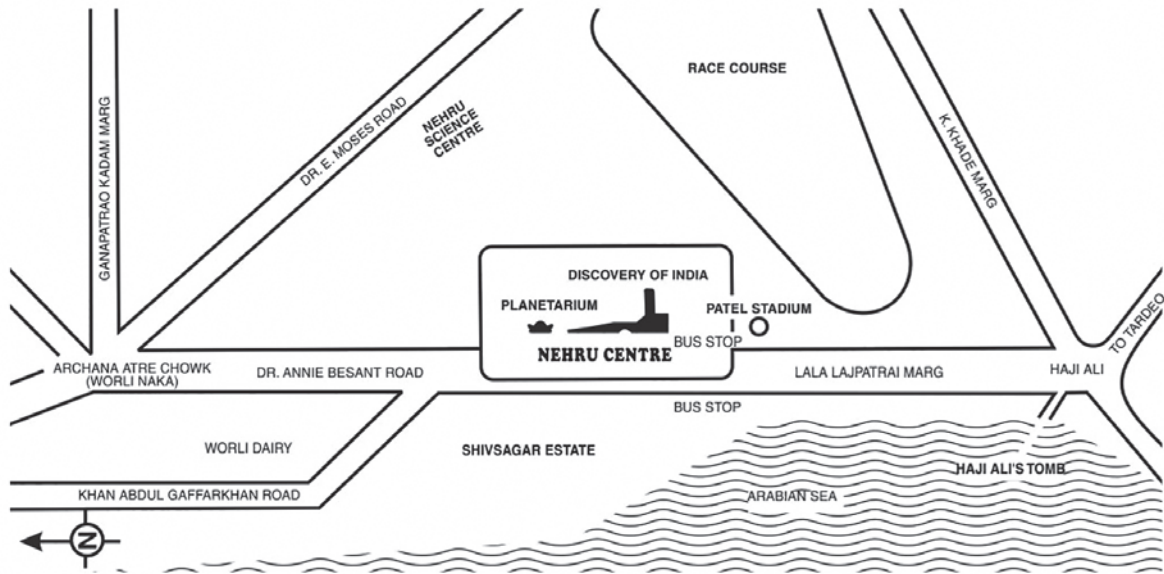 RACE COURSE
GANAPATRAO KADAM MARG
DR. E. MOSES ROAD
NEHRU
SCIENCE
CENTRE
K. KHADE MARG
DISCOVERY OF INDIA
PLANETARIUM
PATEL STADIUM
TO TARDEO
BUS STOP
NEHRU CENTRE
ARCHANA ATRE CHOWK
(WORLI NAKA)
DR. ANNIE BESANT ROAD
LALA LAJPATRAI MARG
HAJI ALI
BUS STOP
WORLI DAIRY
SHIVSAGAR ESTATE
HAJI ALI'S TOMB
KHAN ABDUL GAFFARKHAN ROAD
ARABIAN SEA
N